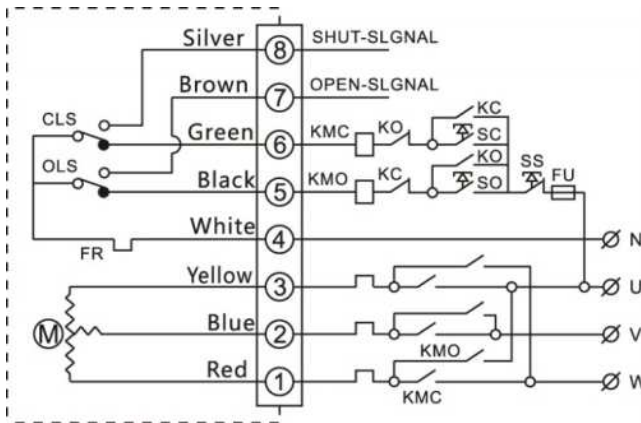 Silver 8 SHUT-SLGNAL
Brown 7 OPEN-SLGNAL
CLS Green 6 KMC KO KC SC
OLS Black 5 KMO KC KO SO SS FU
FR White 4 N
Yellow 3 U
M Blue 2 V
KMO
Red 1 W
KMC